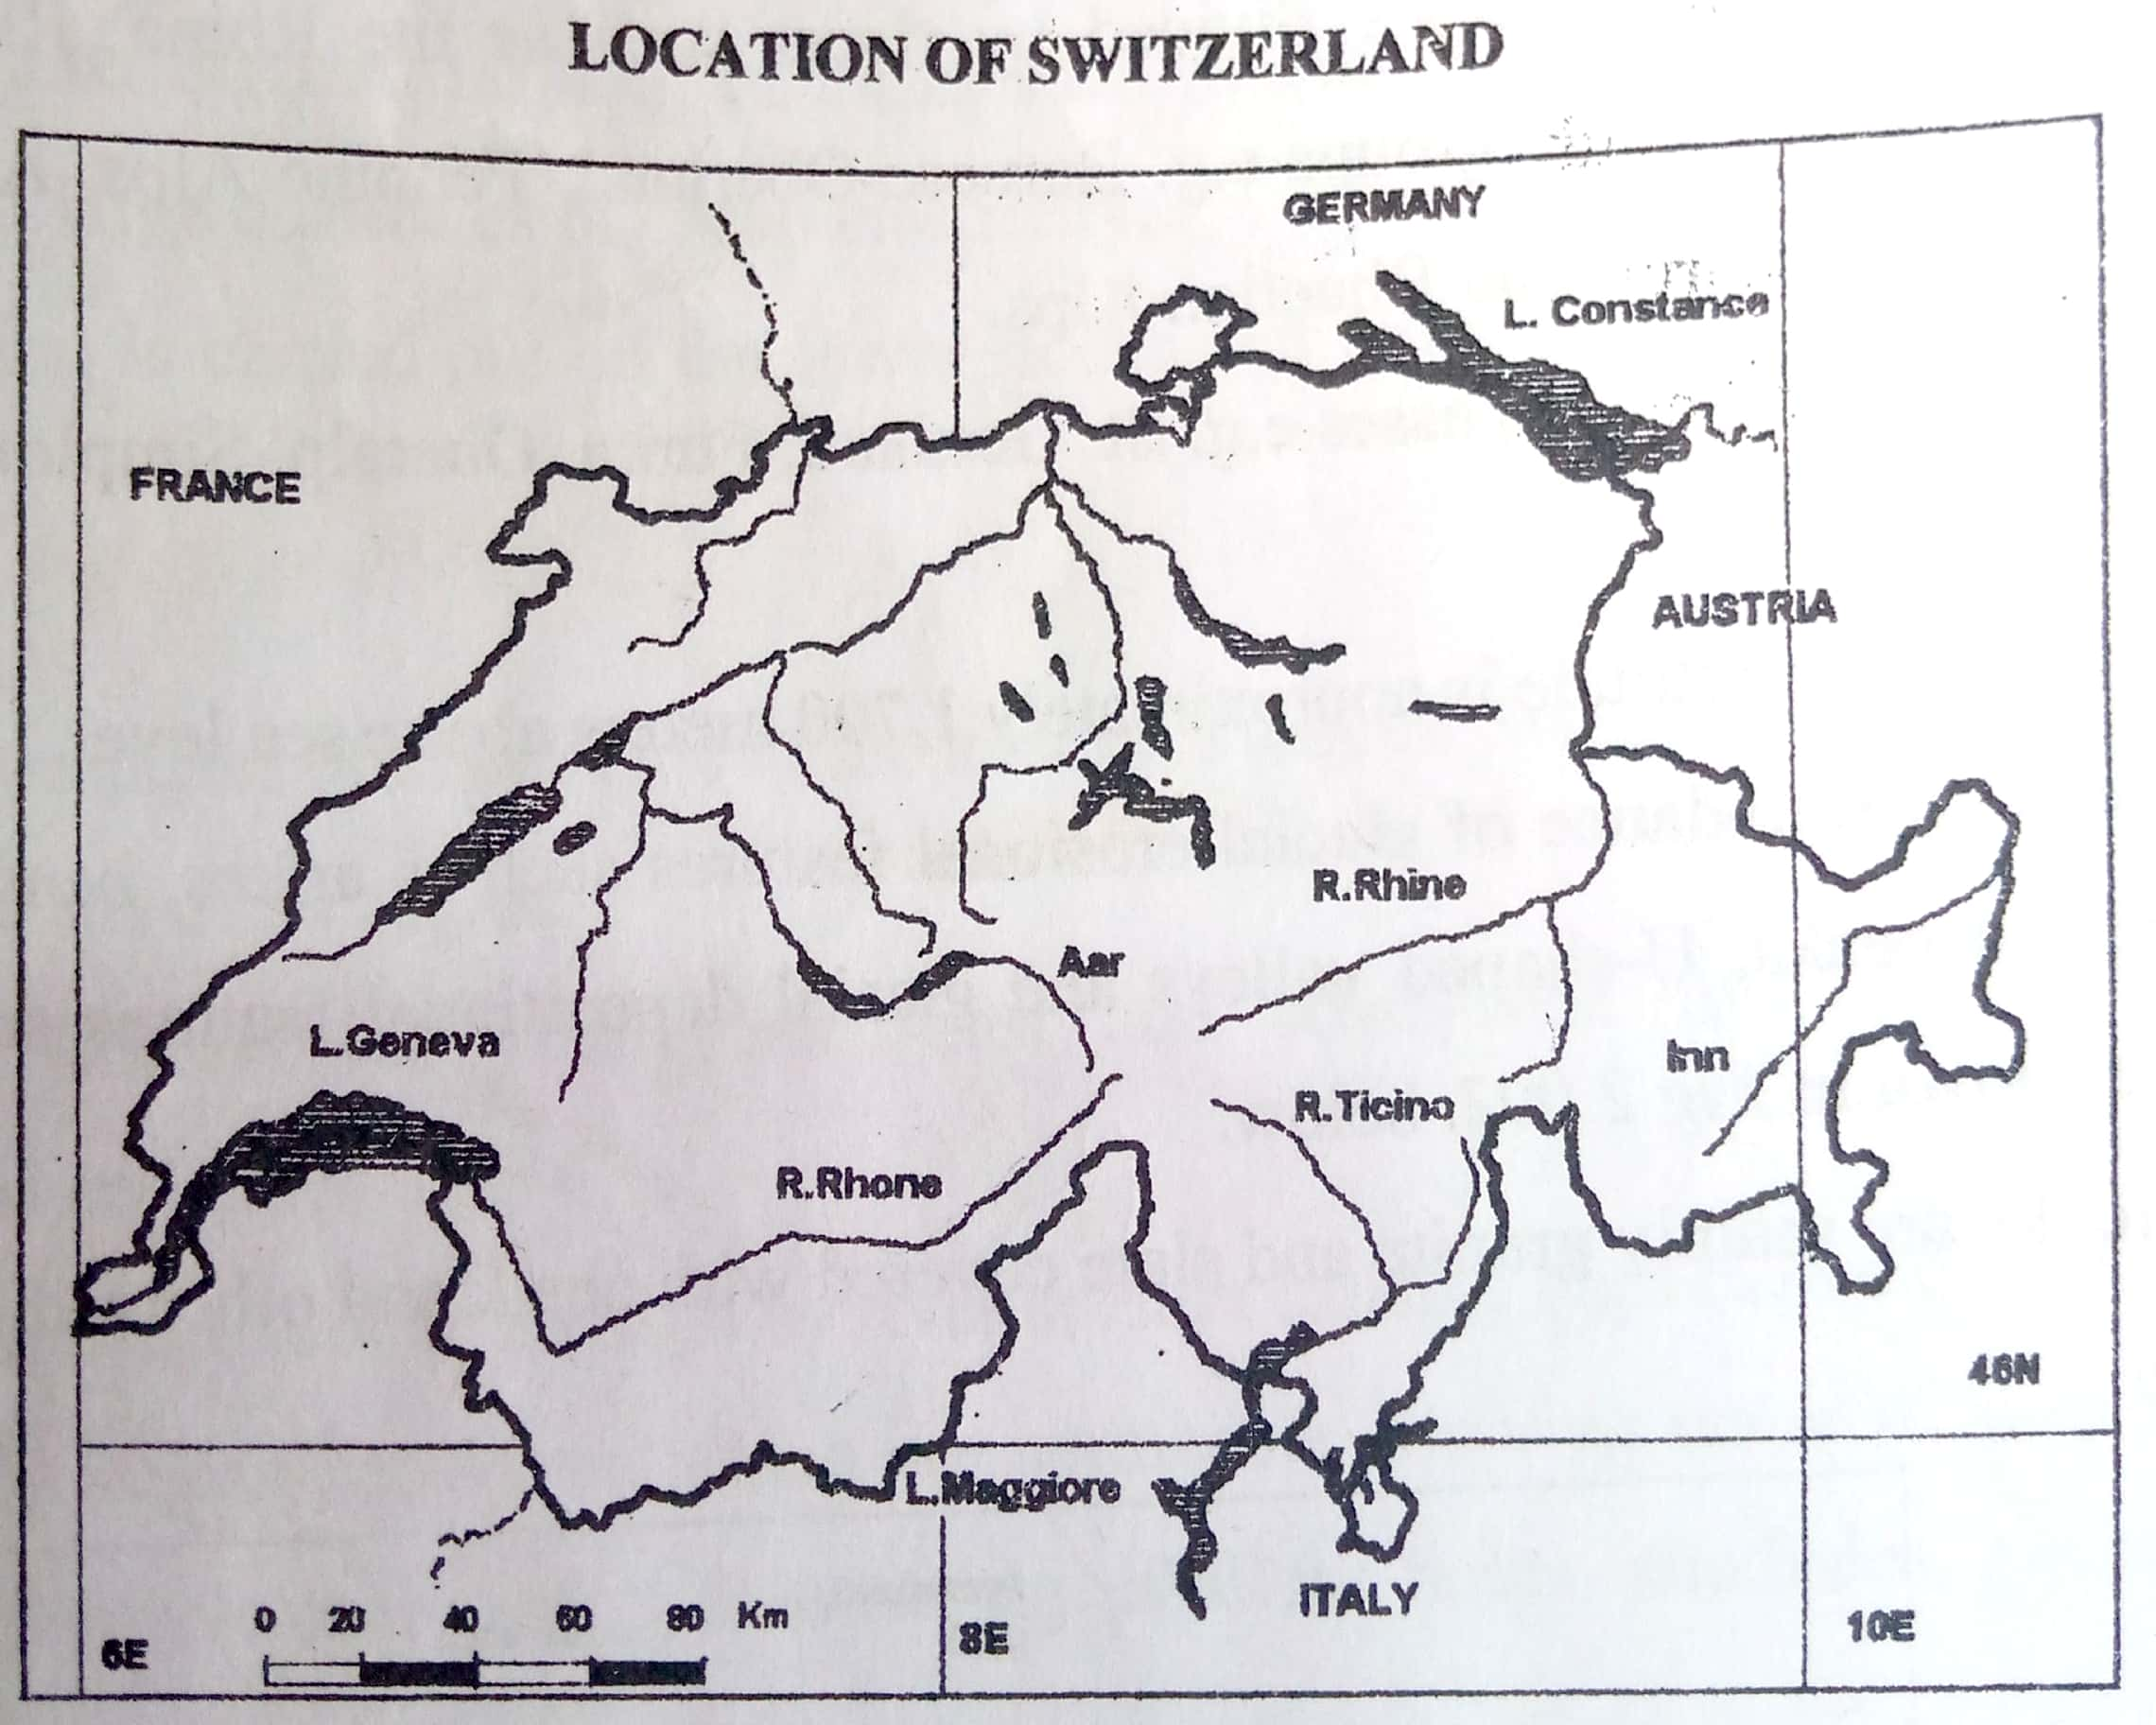 LOCATION OF SWITZERLAND
GERMANY
L. Constance
FRANCE
AUSTRIA
R.Rhine
Aar
L.Geneva
Inn
R.Ticino
R.Rhone
46N
L.Maggiore
ITALY
0 20 40 60 80 Km
6E
8E
10E